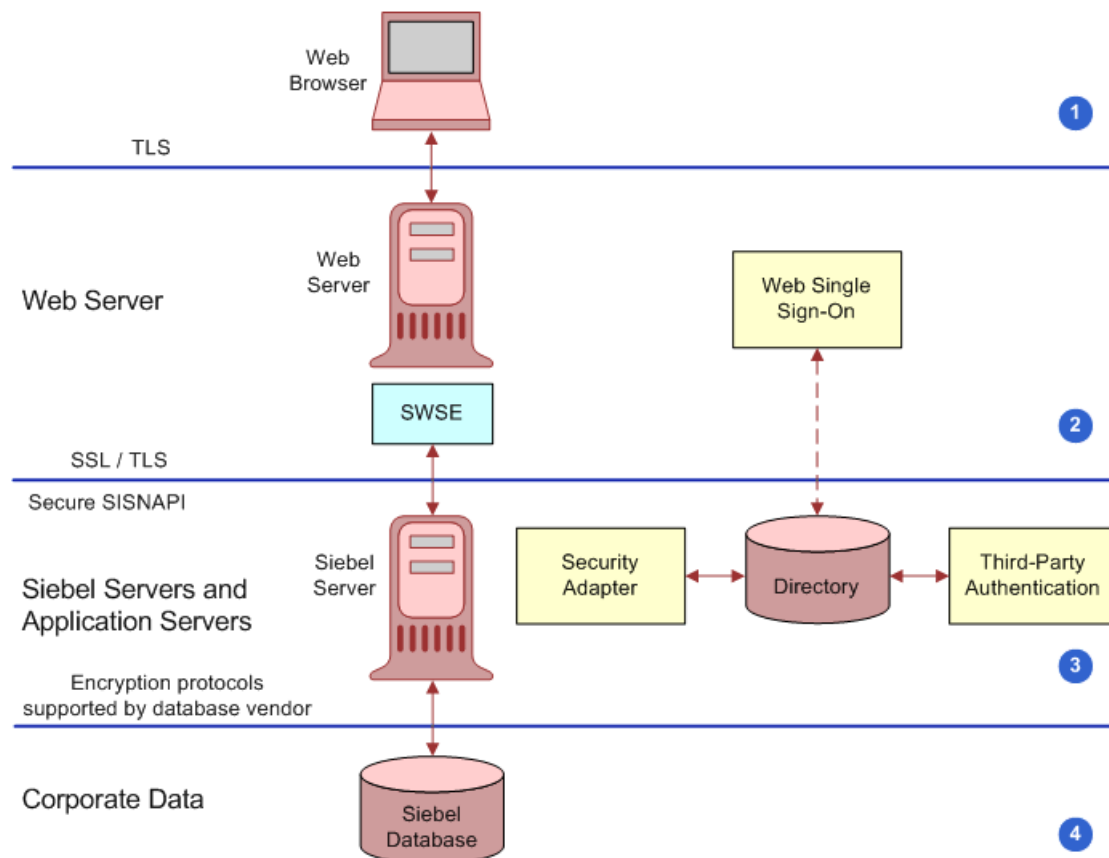 Web
Browser
1
TLS
Web
Server
Web Server
Web Single
Sign-On
SWSE
2
SSL / TLS
Secure SISNAPI
Siebel
Server
Siebel Servers and
Application Servers
Security
Adapter
Directory
Third-Party
Authentication
3
Encryption protocols
supported by database vendor
Corporate Data
Siebel
Database
4